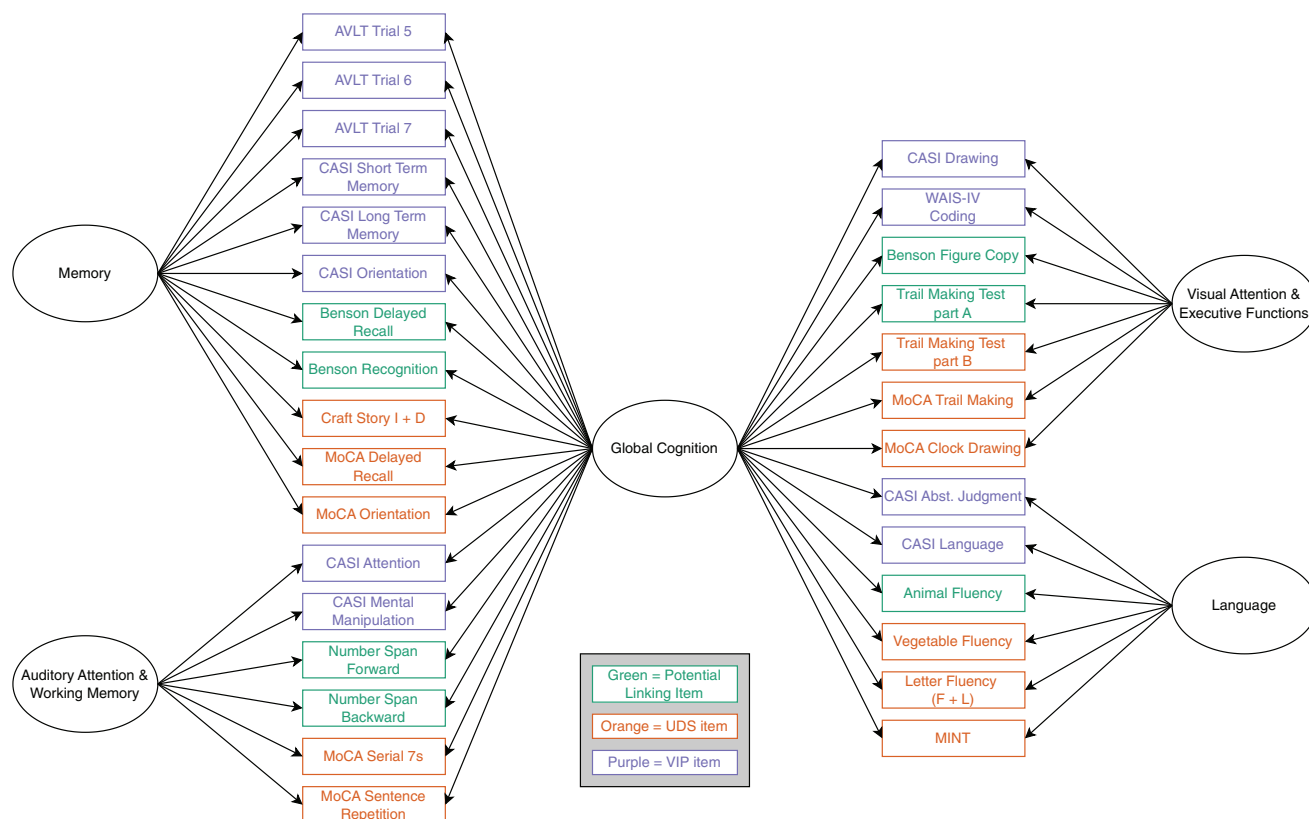 AVLT Trial 5
AVLT Trial 6
AVLT Trial 7
CASI Short Term
Memory
CASI Long Term
Memory
CASI Orientation
Benson Delayed
Recall
Benson Recognition
Craft Story I + D
MoCA Delayed
Recall
MoCA Orientation
CASI Attention
CASI Mental
Manipulation
Number Span
Forward
Number Span
Backward
MoCA Serial 7s
MoCA Sentence
Repetition
Memory
Auditory Attention &
Working Memory
Global Cognition
Green = Potential
Linking Item
Orange = UDS item
Purple = VIP item
CASI Drawing
WAIS-IV
Coding
Benson Figure Copy
Trail Making Test
part A
Trail Making Test
part B
MoCA Trail Making
MoCA Clock Drawing
CASI Abst. Judgment
CASI Language
Animal Fluency
Vegetable Fluency
Letter Fluency
(F + L)
MINT
Visual Attention &
Executive Functions
Language